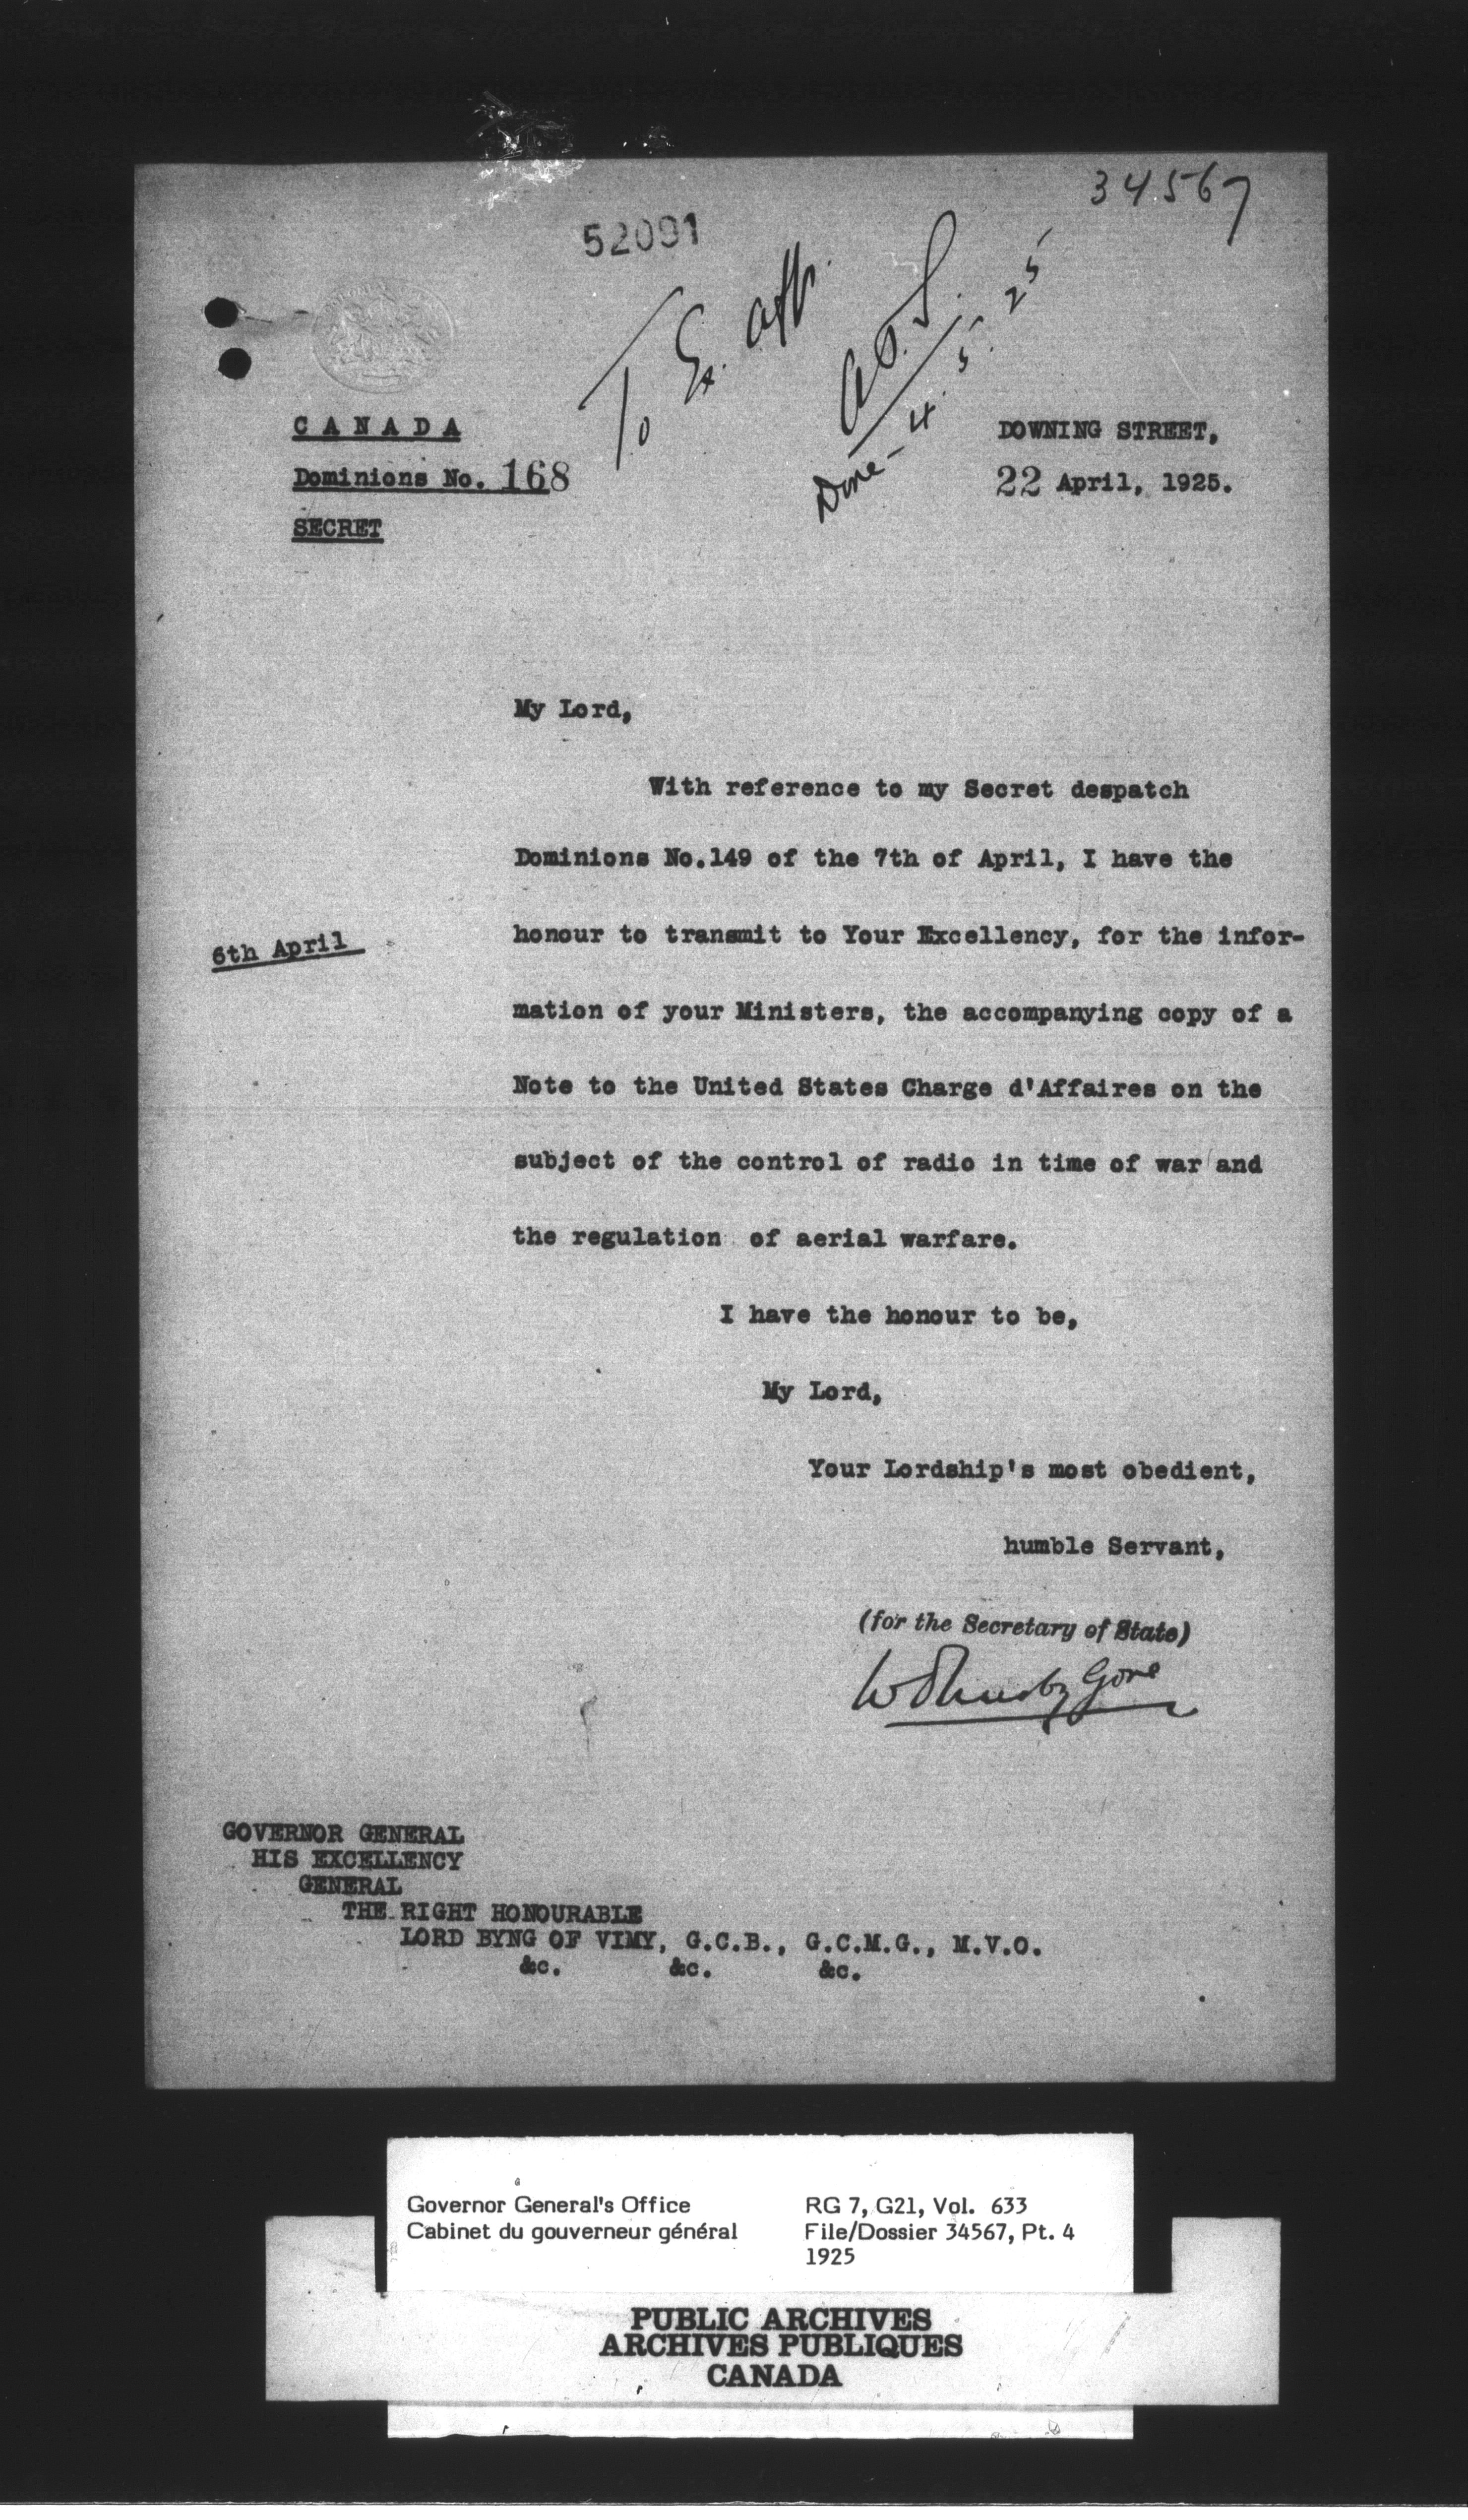 34567
52091
To Ex. aff.
A.D.S.
Done - 4. 5. 25
CANADA
DOWNING STREET,
Dominions No. 168
22 April, 1925.
SECRET
My Lord,
With reference to my Secret despatch
Dominions No.149 of the 7th of April, I have the
6th April
honour to transmit to Your Excellency, for the infor-
mation of your Ministers, the accompanying copy of a
Note to the United States Charge d'Affaires on the
subject of the control of radio in time of war and
the regulation of aerial warfare.
I have the honour to be,
My Lord,
Your Lordship's most obedient,
humble Servant,
(for the Secretary of State)
W Ormsby Gore
GOVERNOR GENERAL
HIS EXCELLENCY
GENERAL
THE RIGHT HONOURABLE
LORD BYNG OF VIMY, G.C.B., G.C.M.G., M.V.O.
&c. &c. &c.
Governor General's Office
Cabinet du gouverneur général
RG 7, G21, Vol. 633
File/Dossier 34567, Pt. 4
1925
PUBLIC ARCHIVES
ARCHIVES PUBLIQUES
CANADA